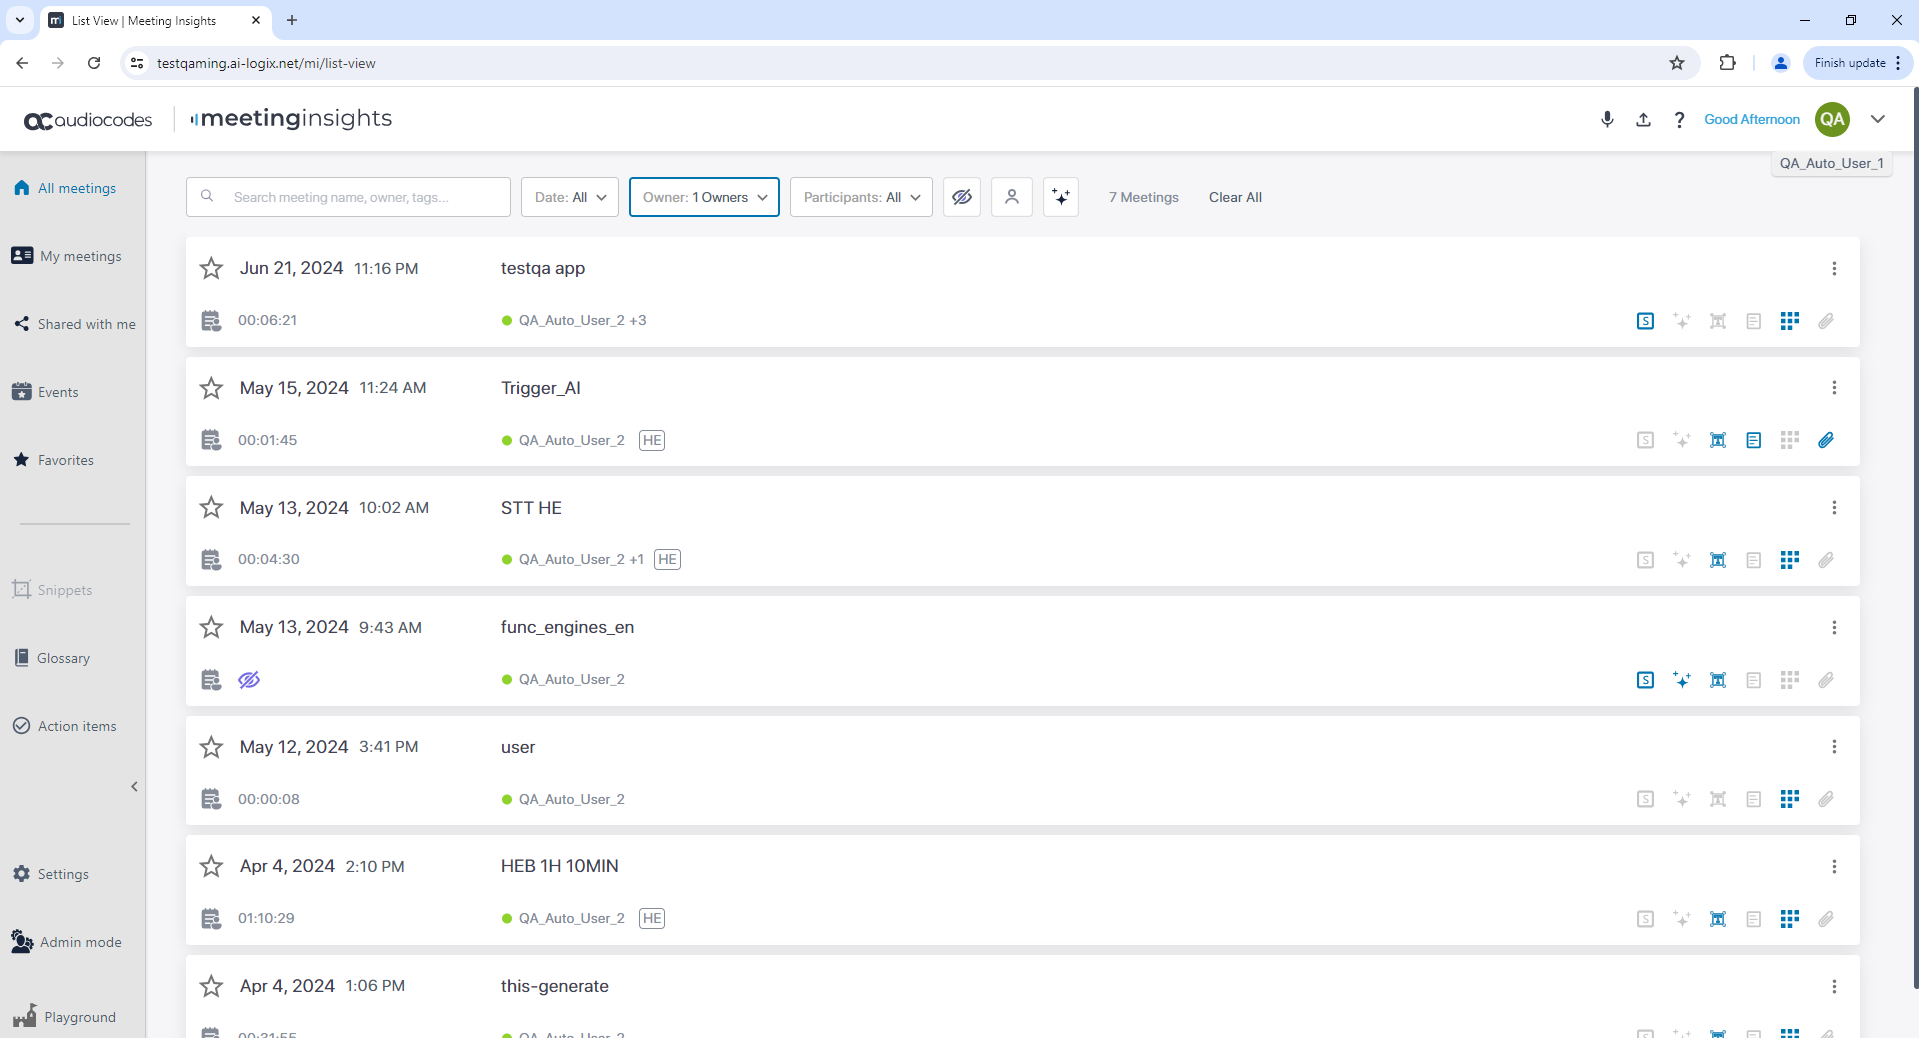 List View | Meeting Insights
testqaming.ai-logix.net/mi/list-view
Finish update
audiocodes
meetinginsights
Good Afternoon
QA
QA_Auto_User_1
All meetings
My meetings
Shared with me
Events
Favorites
Snippets
Glossary
Action items
Settings
Admin mode
Playground
Search meeting name, owner, tags...
Date: All
Owner: 1 Owners
Participants: All
7 Meetings
Clear All
Jun 21, 2024 11:16 PM testqa app
00:06:21 QA_Auto_User_2 +3
May 15, 2024 11:24 AM Trigger_AI
00:01:45 QA_Auto_User_2 HE
May 13, 2024 10:02 AM STT HE
00:04:30 QA_Auto_User_2 +1 HE
May 13, 2024 9:43 AM func_engines_en
QA_Auto_User_2
May 12, 2024 3:41 PM user
00:00:08 QA_Auto_User_2
Apr 4, 2024 2:10 PM HEB 1H 10MIN
01:10:29 QA_Auto_User_2 HE
Apr 4, 2024 1:06 PM this-generate
QA_Auto_User_2